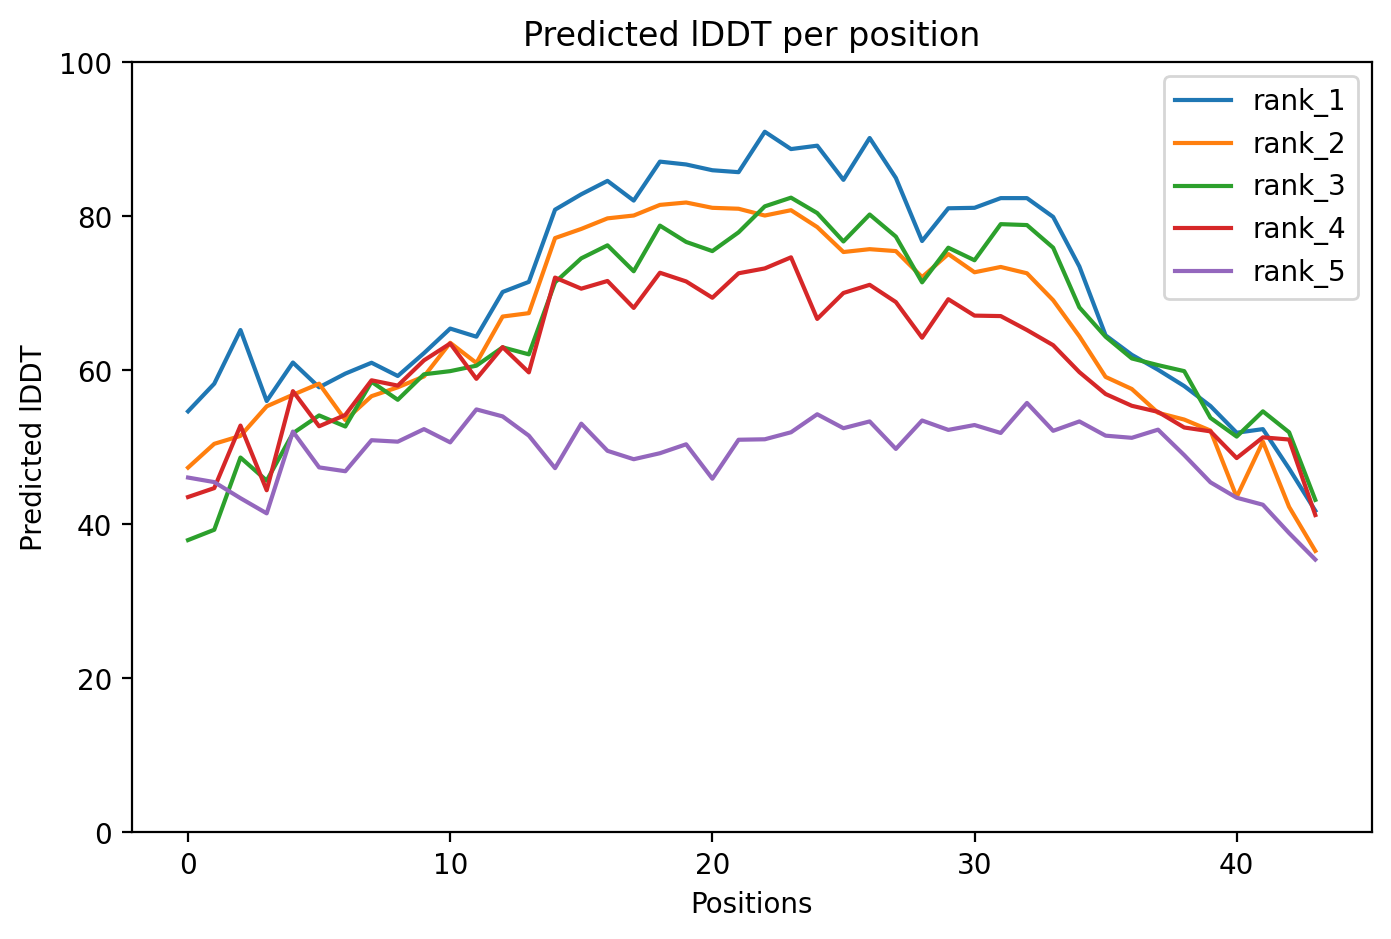 Predicted lDDT per position
100
80
60
40
20
0
Predicted lDDT
0 10 20 30 40
Positions
rank_1
rank_2
rank_3
rank_4
rank_5